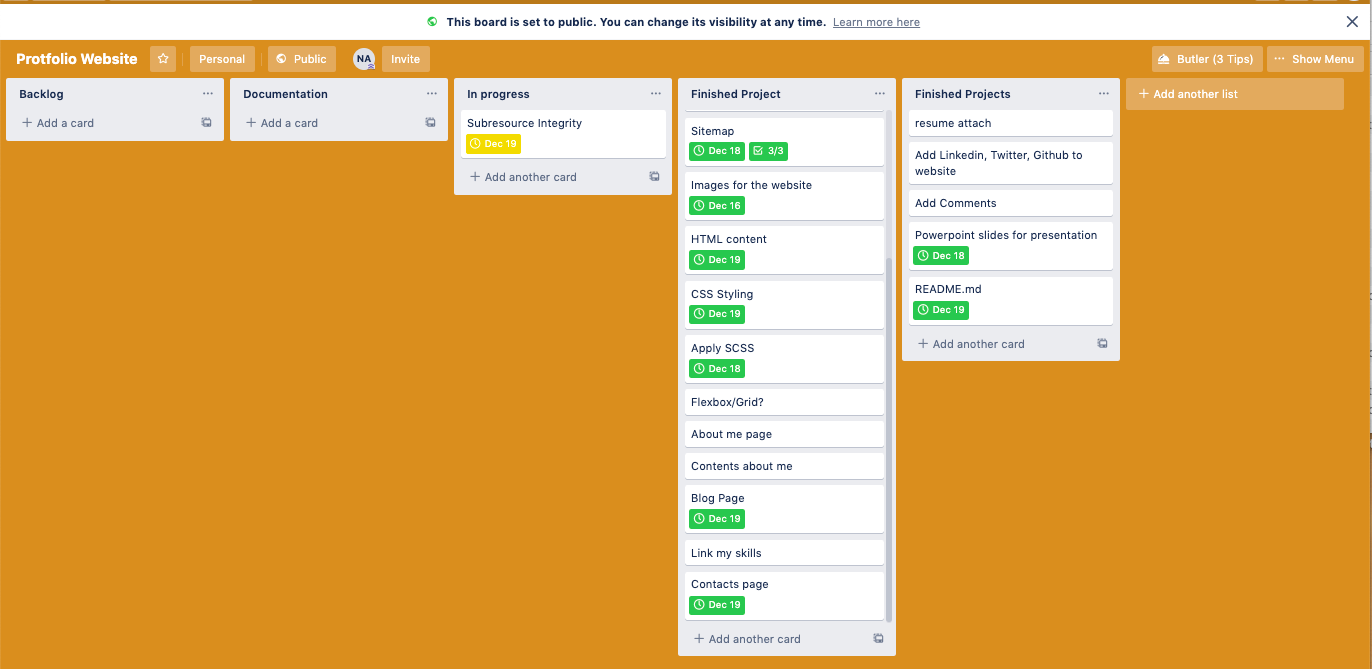 This board is set to public. You can change its visibility at any time. Learn more here
Protfolio Website
Personal
Public
NA
Invite
Butler (3 Tips)
Show Menu
Backlog
Add a card
Documentation
Add a card
In progress
Subresource Integrity
Dec 19
Add another card
Finished Project
Sitemap
Dec 18 3/3
Images for the website
Dec 16
HTML content
Dec 19
CSS Styling
Dec 19
Apply SCSS
Dec 18
Flexbox/Grid?
About me page
Contents about me
Blog Page
Dec 19
Link my skills
Contacts page
Dec 19
Add another card
Finished Projects
resume attach
Add Linkedin, Twitter, Github to
website
Add Comments
Powerpoint slides for presentation
Dec 18
README.md
Dec 19
Add another card
Add another list